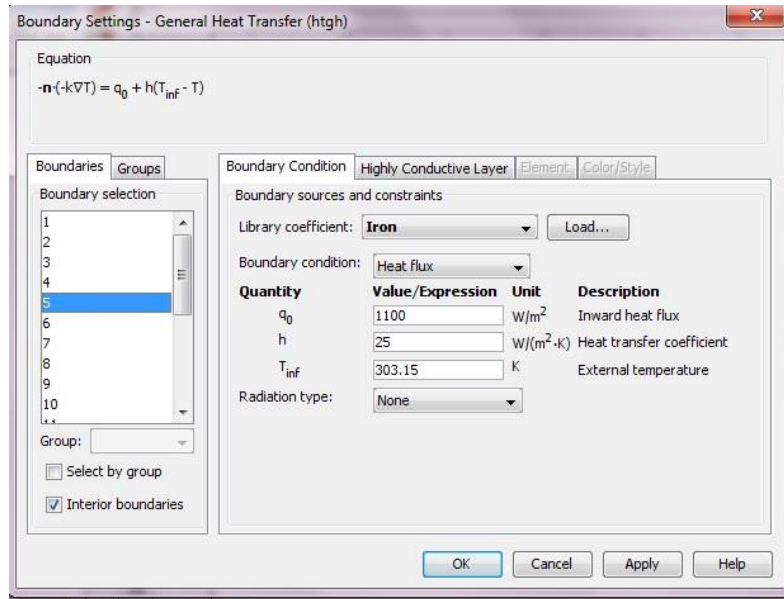 Boundary Settings - General Heat Transfer (htgh)
Equation
-n·(-k∇T) = q0 + h(Tinf - T)
Boundaries Groups
Boundary selection
1
2
3
4
5
6
7
8
9
10
11
Group:
Select by group
Interior boundaries
Boundary Condition Highly Conductive Layer Element Color/Style
Boundary sources and constraints
Library coefficient: Iron Load...
Boundary condition: Heat flux
Quantity Value/Expression Unit Description
q0 1100 W/m2 Inward heat flux
h 25 W/(m2·K) Heat transfer coefficient
Tinf 303.15 K External temperature
Radiation type: None
OK Cancel Apply Help